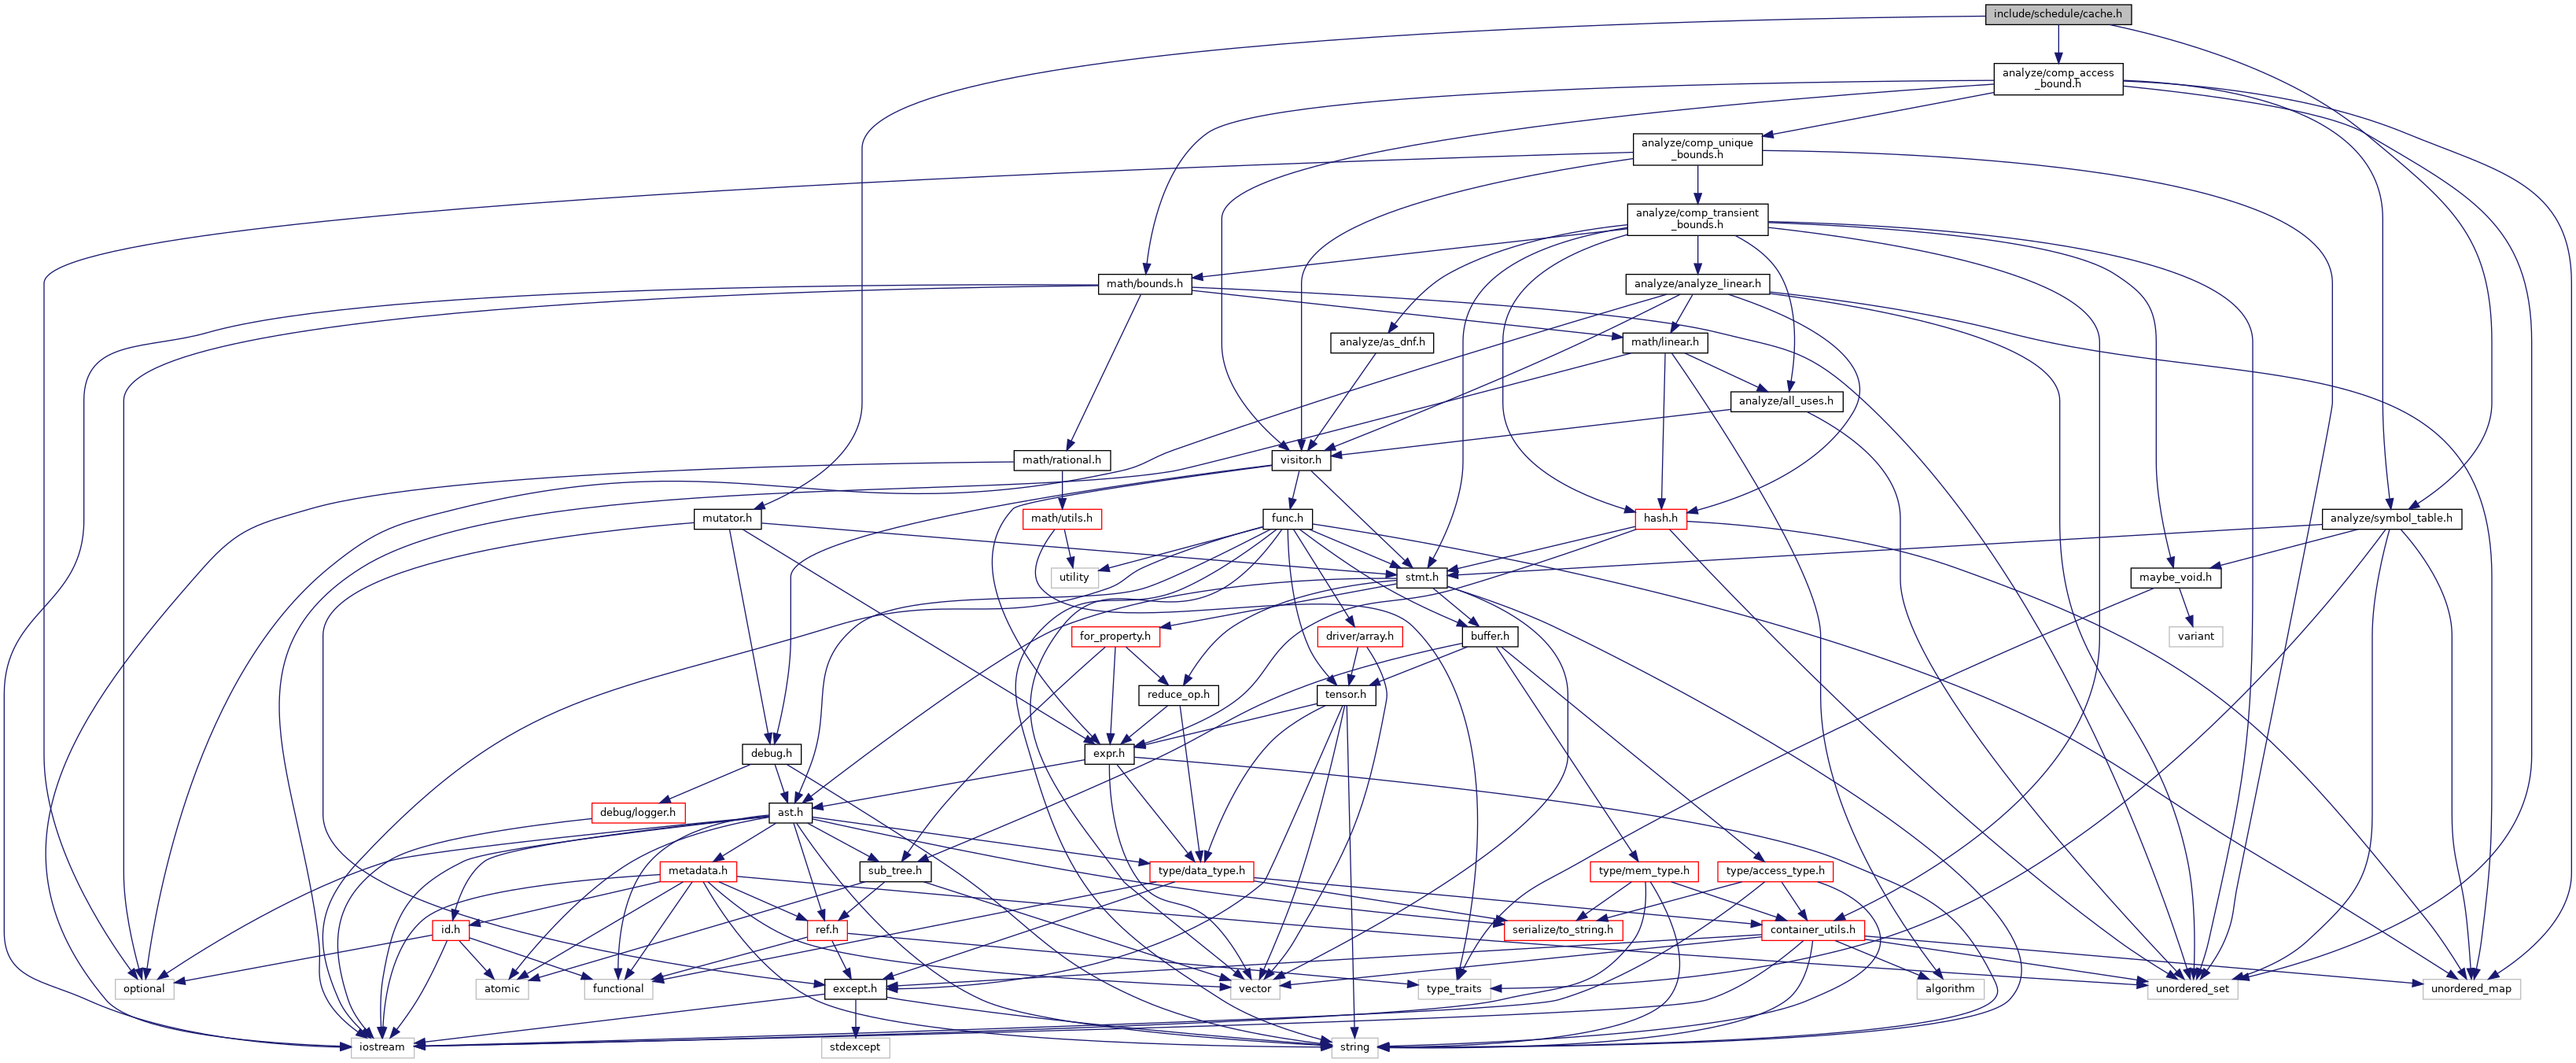 include/schedule/cache.h
analyze/comp_access
_bound.h
analyze/comp_unique
_bounds.h
analyze/comp_transient
_bounds.h
math/bounds.h
analyze/analyze_linear.h
analyze/as_dnf.h
math/linear.h
analyze/all_uses.h
math/rational.h
visitor.h
mutator.h
math/utils.h
func.h
hash.h
analyze/symbol_table.h
utility
stmt.h
maybe_void.h
for_property.h
driver/array.h
buffer.h
variant
reduce_op.h
tensor.h
debug.h
expr.h
debug/logger.h
ast.h
metadata.h
sub_tree.h
type/data_type.h
type/mem_type.h
type/access_type.h
id.h
ref.h
serialize/to_string.h
container_utils.h
optional
atomic
functional
except.h
vector
type_traits
algorithm
unordered_set
unordered_map
iostream
stdexcept
string